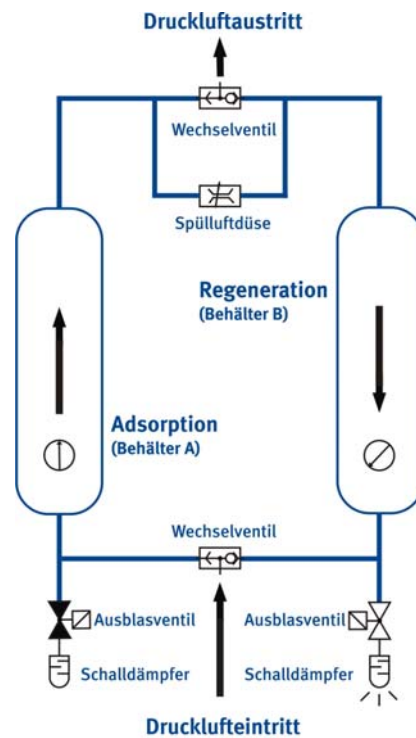 Druckluftaustritt
Wechselventil
Spülluftdüse
Regeneration
(Behälter B)
Adsorption
(Behälter A)
Wechselventil
Ausblasventil
Ausblasventil
Schalldämpfer
Schalldämpfer
Drucklufteintritt